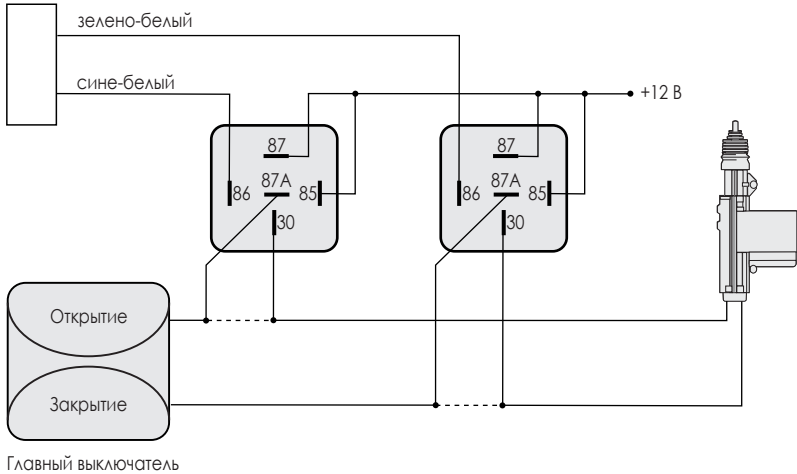 зелено-белый
сине-белый
+12 В
87
87
87А
87А
86
85
86
85
30
30
Открытие
Закрытие
Главный выключатель